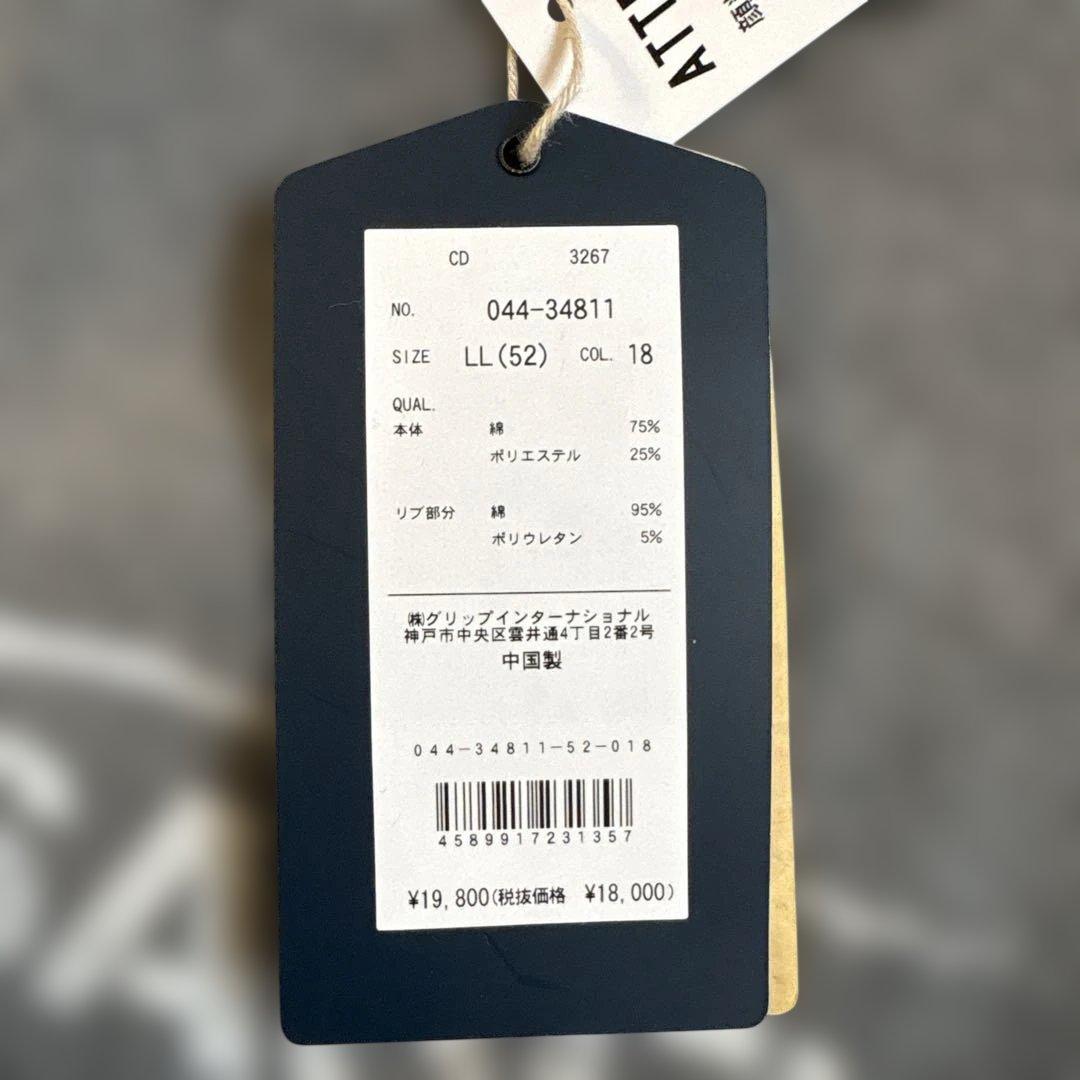 ATT
CD 3267
NO. 044-34811
SIZE LL(52) COL. 18
QUAL.
本体 綿 75%
ポリエステル 25%
リブ部分 綿 95%
ポリウレタン 5%
㈱グリップインターナショナル
神戸市中央区雲井通4丁目2番2号
中国製
044-34811-52-018
4589917231357
¥19,800(税抜価格 ¥18,000)